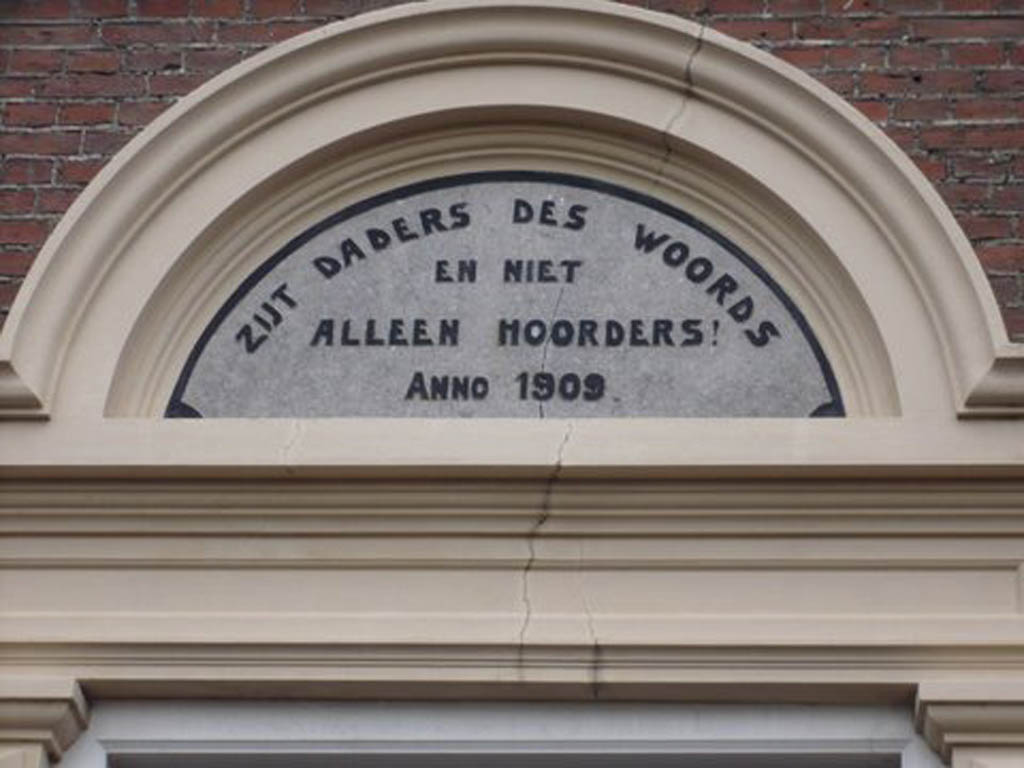 ZIJT DADERS DES WOORDS
EN NIET
ALLEEN HOORDERS!
ANNO 1909